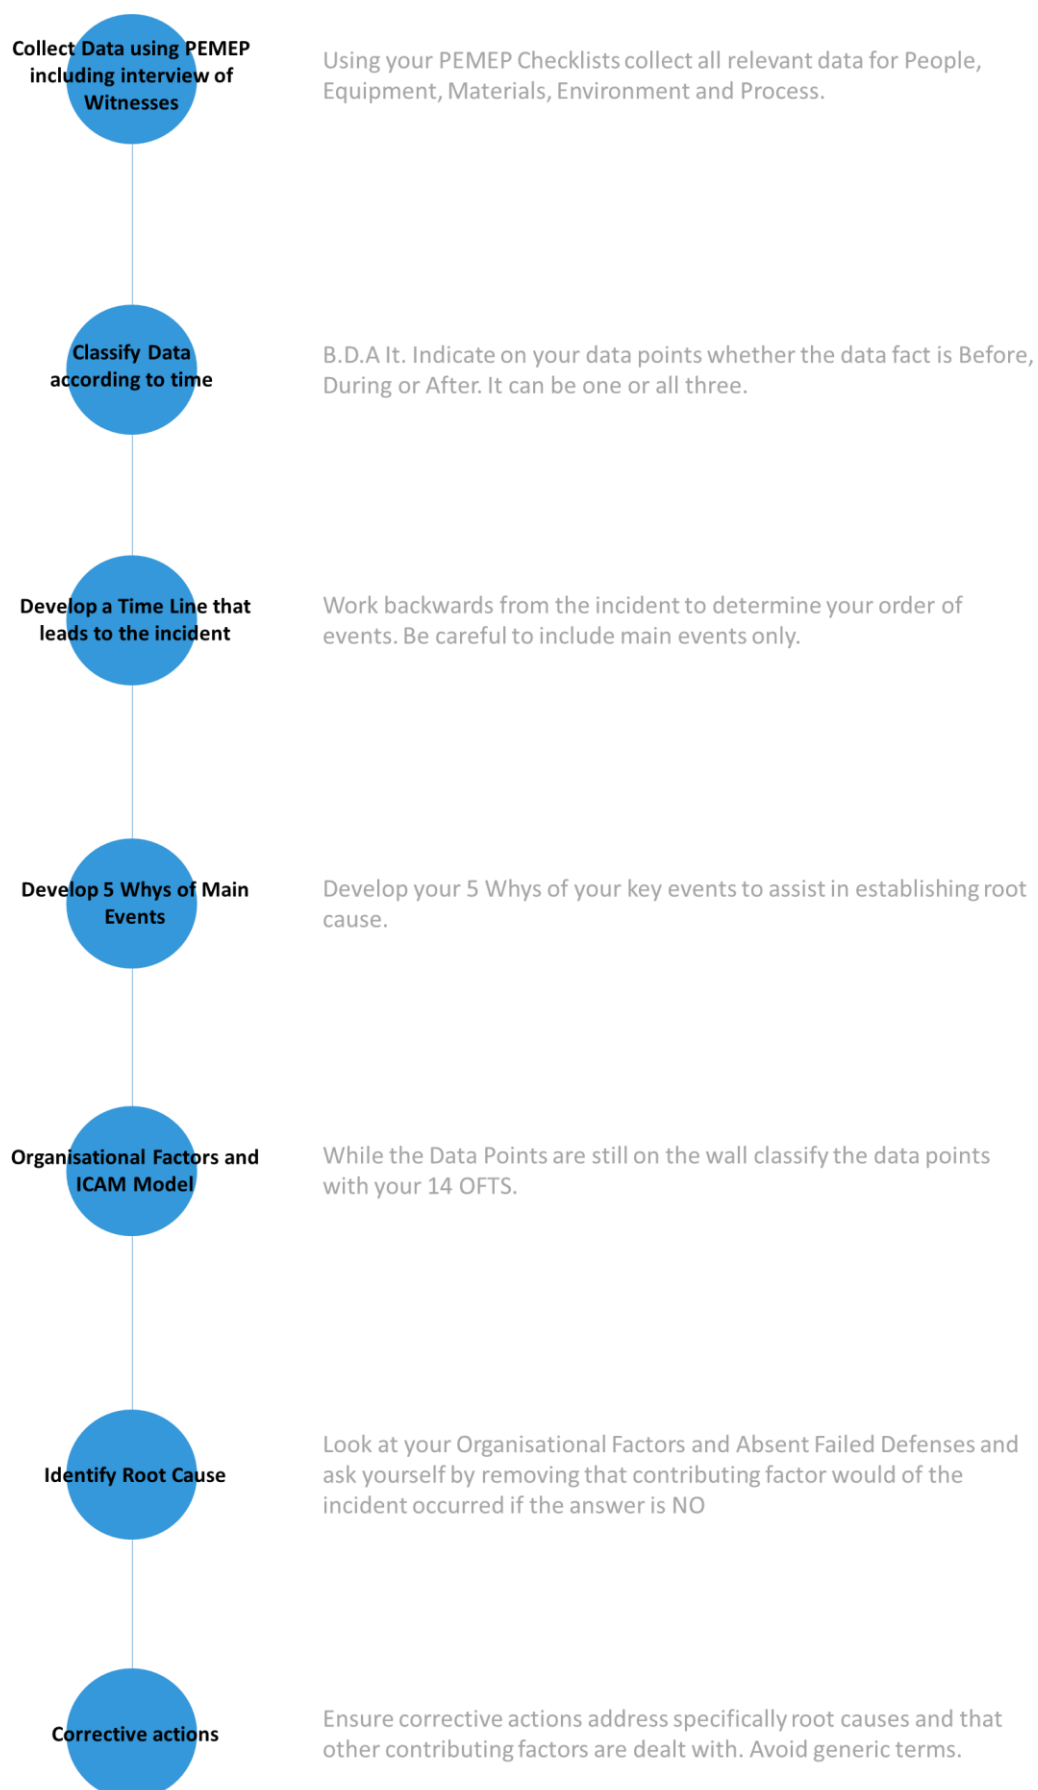 Collect Data using PEMEP
including interview of
Witnesses
Using your PEMEP Checklists collect all relevant data for People,
Equipment, Materials, Environment and Process.
Classify Data
according to time
B.D.A It. Indicate on your data points whether the data fact is Before,
During or After. It can be one or all three.
Develop a Time Line that
leads to the incident
Work backwards from the incident to determine your order of
events. Be careful to include main events only.
Develop 5 Whys of Main
Events
Develop your 5 Whys of your key events to assist in establishing root
cause.
Organisational Factors and
ICAM Model
While the Data Points are still on the wall classify the data points
with your 14 OFTS.
Identify Root Cause
Look at your Organisational Factors and Absent Failed Defenses and
ask yourself by removing that contributing factor would of the
incident occurred if the answer is NO
Corrective actions
Ensure corrective actions address specifically root causes and that
other contributing factors are dealt with. Avoid generic terms.